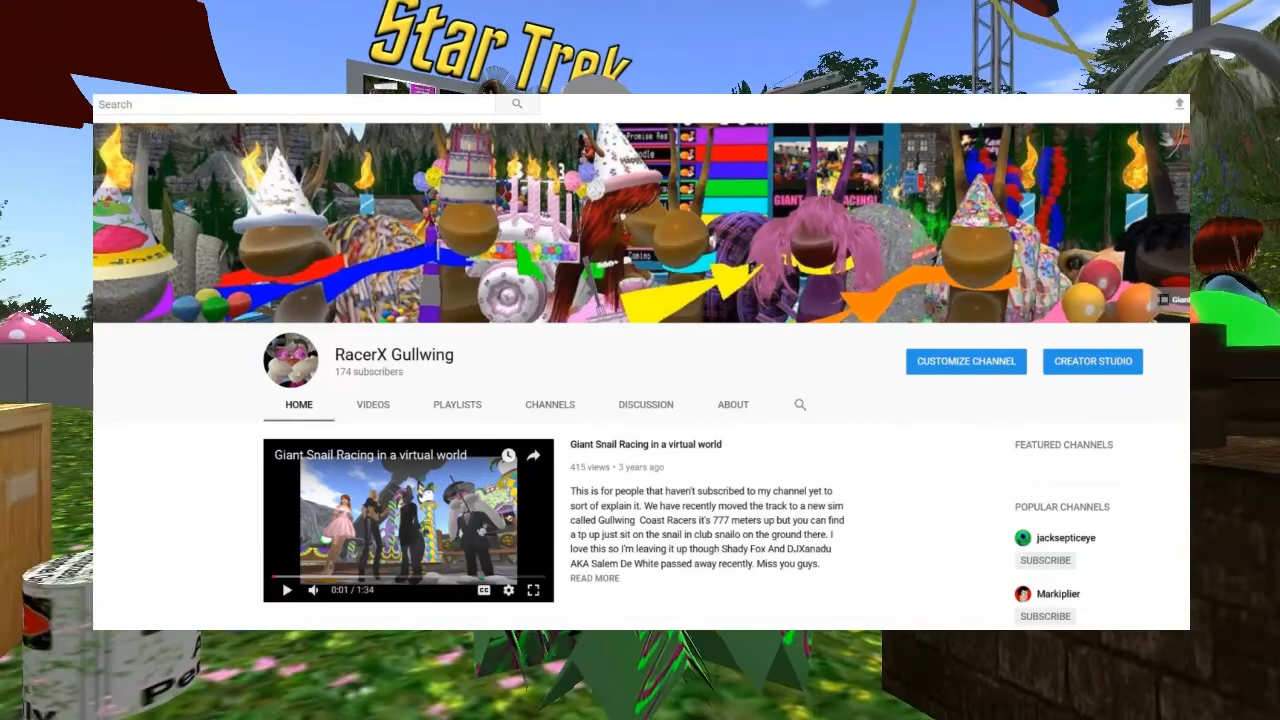 Star Trek
Search
Promise Res
GIANT
RacerX Gullwing
174 subscribers
CUSTOMIZE CHANNEL
CREATOR STUDIO
HOME
VIDEOS
PLAYLISTS
CHANNELS
DISCUSSION
ABOUT
Giant Snail Racing in a virtual world
Giant Snail Racing in a virtual world
415 views • 3 years ago
This is for people that haven't subscribed to my channel yet to
sort of explain it. We have recently moved the track to a new sim
called Gullwing Coast Racers it's 777 meters up but you can find
a tp up just sit on the snail in club snailo on the ground there. I
love this so I'm leaving it up though Shady Fox And DJXanadu
AKA Salem De White passed away recently. Miss you guys.
READ MORE
0:01 / 1:34
CC
FEATURED CHANNELS
POPULAR CHANNELS
jacksepticeye
SUBSCRIBE
Markiplier
SUBSCRIBE